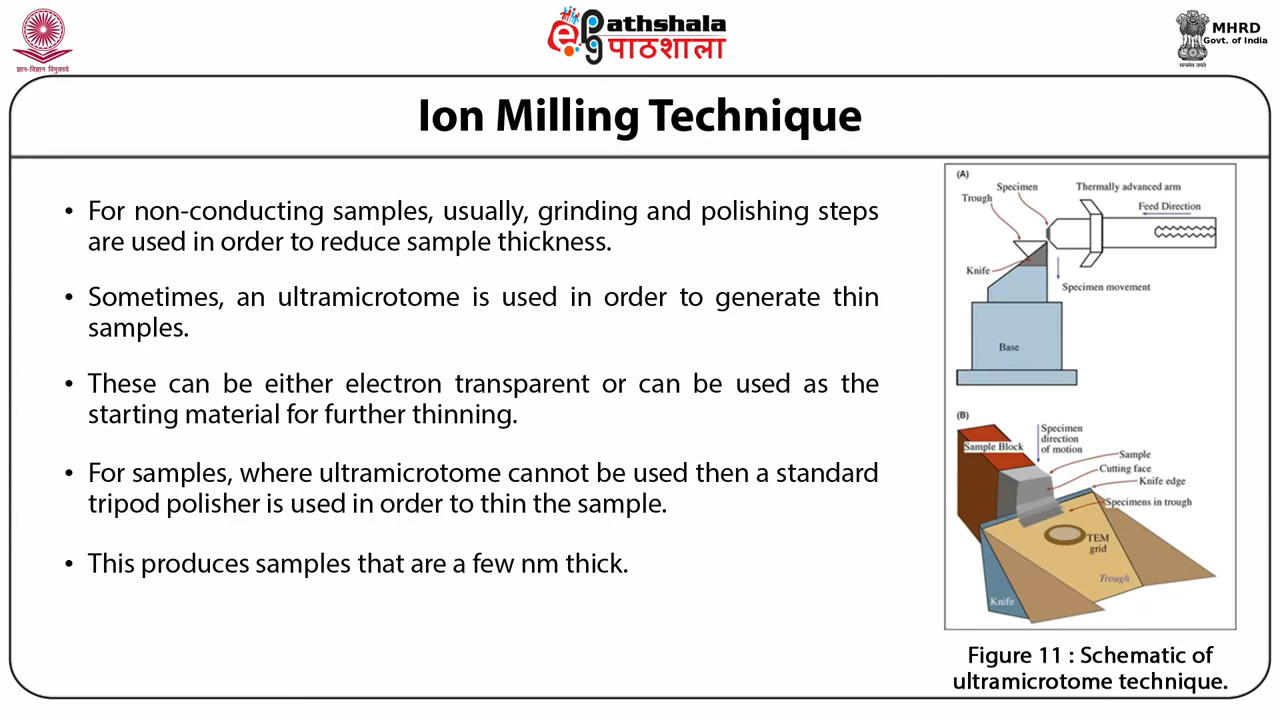 ज्ञान-विज्ञान विमुक्तये
ePG athshala
पाठशाला
MHRD
Govt. of India
सत्यमेव जयते
Ion Milling Technique
• For non-conducting samples, usually, grinding and polishing steps
are used in order to reduce sample thickness.
• Sometimes, an ultramicrotome is used in order to generate thin
samples.
• These can be either electron transparent or can be used as the
starting material for further thinning.
• For samples, where ultramicrotome cannot be used then a standard
tripod polisher is used in order to thin the sample.
• This produces samples that are a few nm thick.
(A)
Specimen
Thermally advanced arm
Trough
Feed Direction
Knife
Specimen movement
Base
(B)
Specimen
direction
of motion
Sample Block
Sample
Cutting face
Knife edge
Specimens in trough
TEM
grid
Trough
Knife
Figure 11 : Schematic of
ultramicrotome technique.